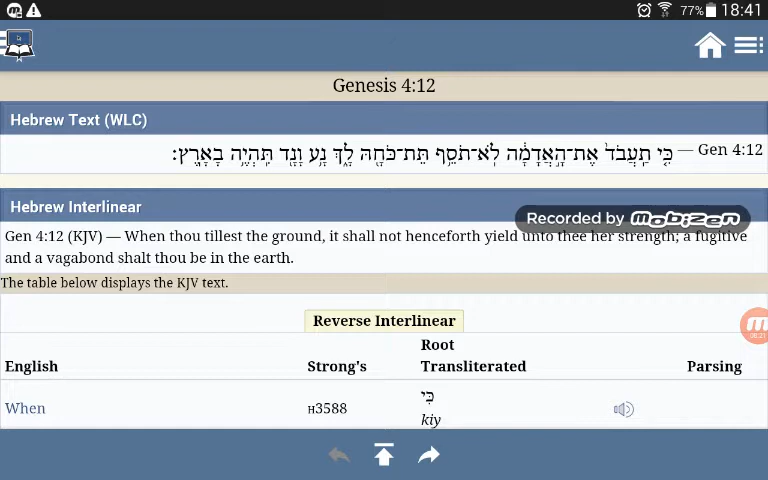 77% 18:41
Genesis 4:12
Hebrew Text (WLC)
כִּ֤י תַֽעֲבֹד֙ אֶת־הָ֣אֲדָמָ֔ה לֹֽא־תֹסֵ֥ף תֵּת־כֹּחָ֖הּ לָ֑ךְ נָ֥ע וָנָ֖ד תִּֽהְיֶ֥ה בָאָֽרֶץ׃ — Gen 4:12
Hebrew Interlinear
Recorded by MOBIZEN
Gen 4:12 (KJV) — When thou tillest the ground, it shall not henceforth yield unto thee her strength; a fugitive
and a vagabond shalt thou be in the earth.
The table below displays the KJV text.
Reverse Interlinear
English Strong's Root Transliterated Parsing
When H3588 כִּי
kiy